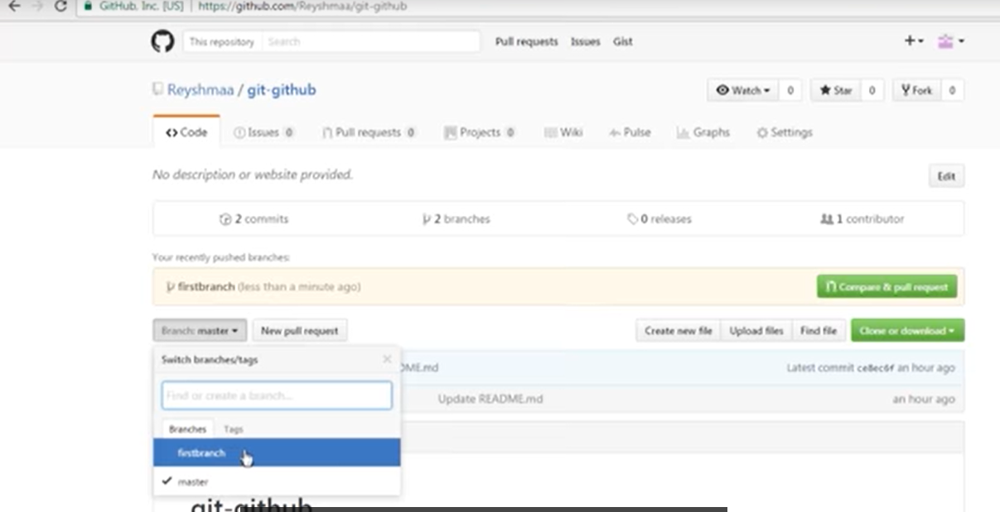 GitHub, Inc. [US] | https://github.com/Reyshmaa/git-github
This repository Search Pull requests Issues Gist
Reyshmaa / git-github Watch 0 Star 0 Fork 0
Code Issues 0 Pull requests 0 Projects 0 Wiki Pulse Graphs Settings
No description or website provided. Edit
2 commits 2 branches 0 releases 1 contributor
Your recently pushed branches:
firstbranch (less than a minute ago) Compare & pull request
Branch: master New pull request Create new file Upload files Find file Clone or download
Switch branches/tags
DME.md Latest commit ce8ec6f an hour ago
Find or create a branch...
Update README.md an hour ago
Branches Tags
firstbranch
master
git-github